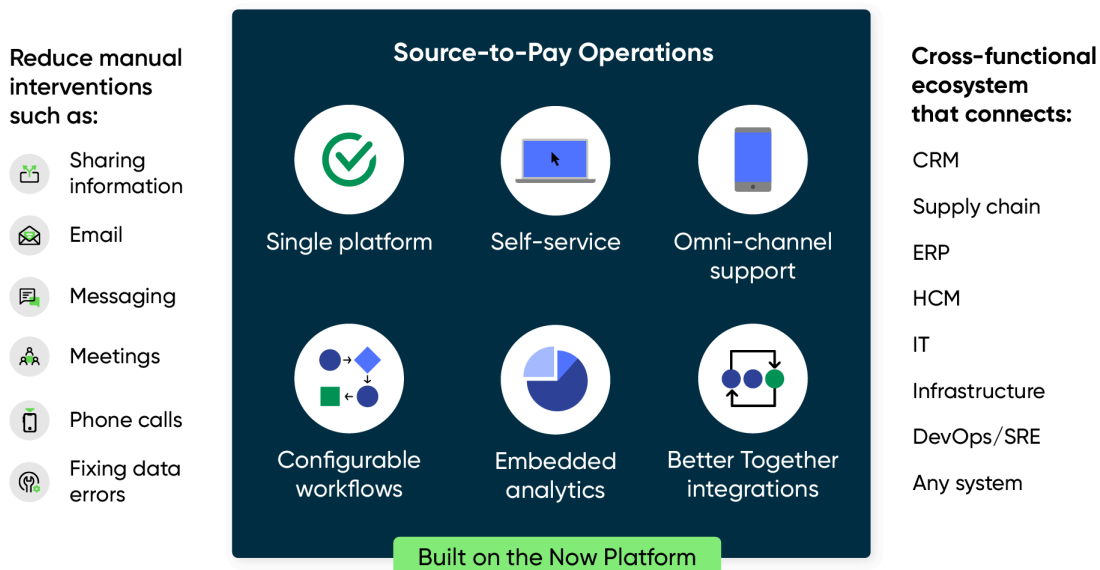 Reduce manual
interventions
such as:
Sharing
information
Email
Messaging
Meetings
Phone calls
Fixing data
errors
Source-to-Pay Operations
Single platform
Self-service
Omni-channel
support
Configurable
workflows
Embedded
analytics
Better Together
integrations
Built on the Now Platform
Cross-functional
ecosystem
that connects:
CRM
Supply chain
ERP
HCM
IT
Infrastructure
DevOps/SRE
Any system